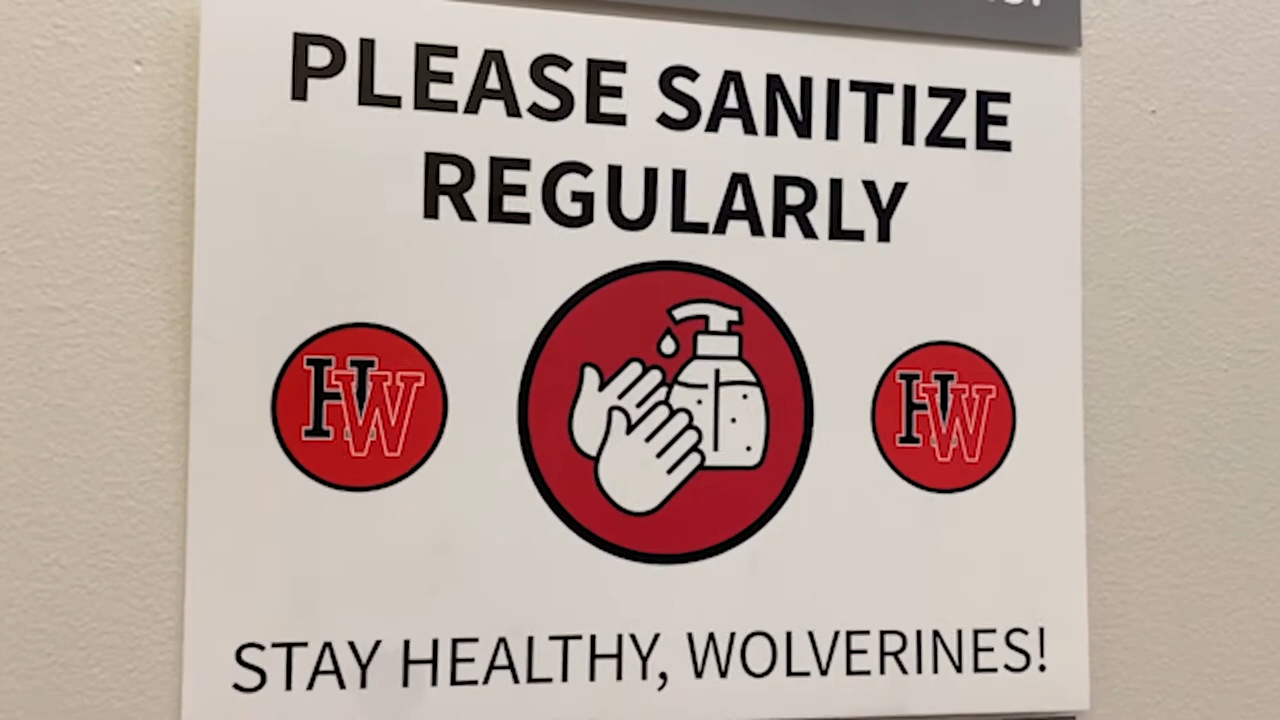 PLEASE SANITIZE
REGULARLY
HW
HW
STAY HEALTHY, WOLVERINES!